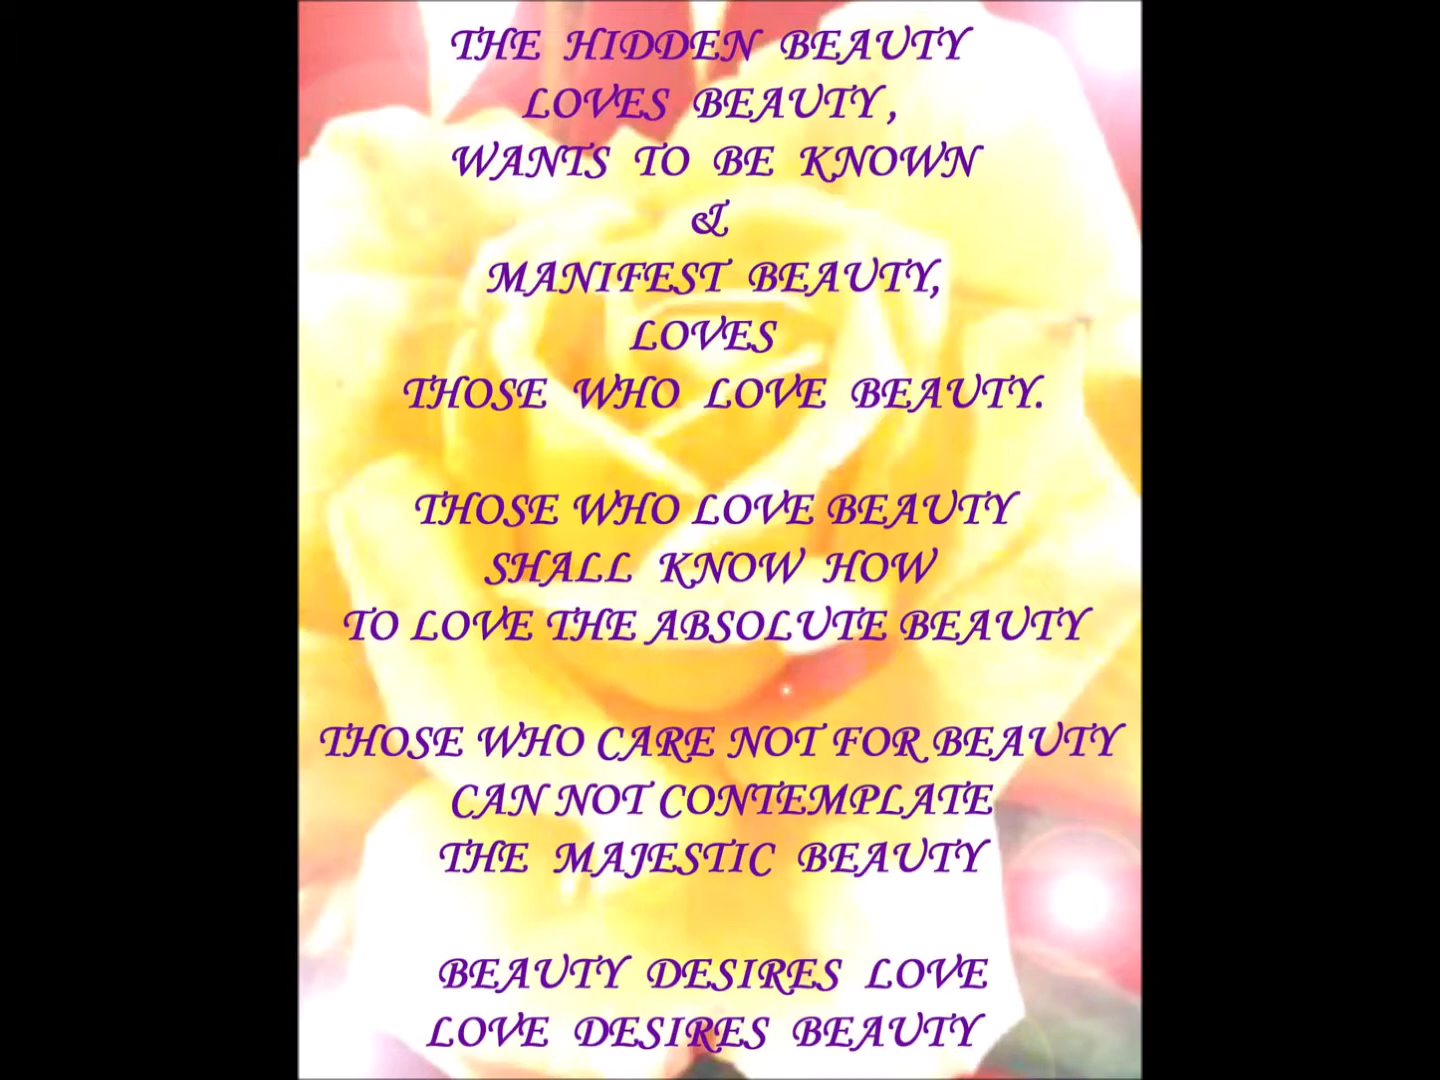 THE HIDDEN BEAUTY
LOVES BEAUTY,
WANTS TO BE KNOWN
&
MANIFEST BEAUTY,
LOVES
THOSE WHO LOVE BEAUTY.
THOSE WHO LOVE BEAUTY
SHALL KNOW HOW
TO LOVE THE ABSOLUTE BEAUTY
THOSE WHO CARE NOT FOR BEAUTY
CAN NOT CONTEMPLATE
THE MAJESTIC BEAUTY
BEAUTY DESIRES LOVE
LOVE DESIRES BEAUTY